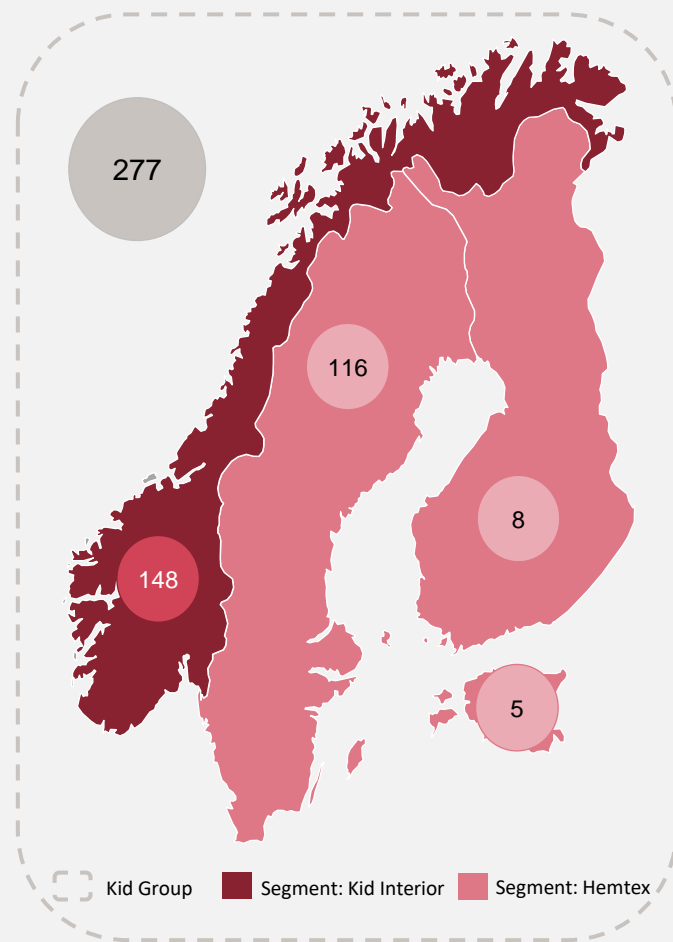 277
116
8
148
5
Kid Group
Segment: Kid Interior
Segment: Hemtex